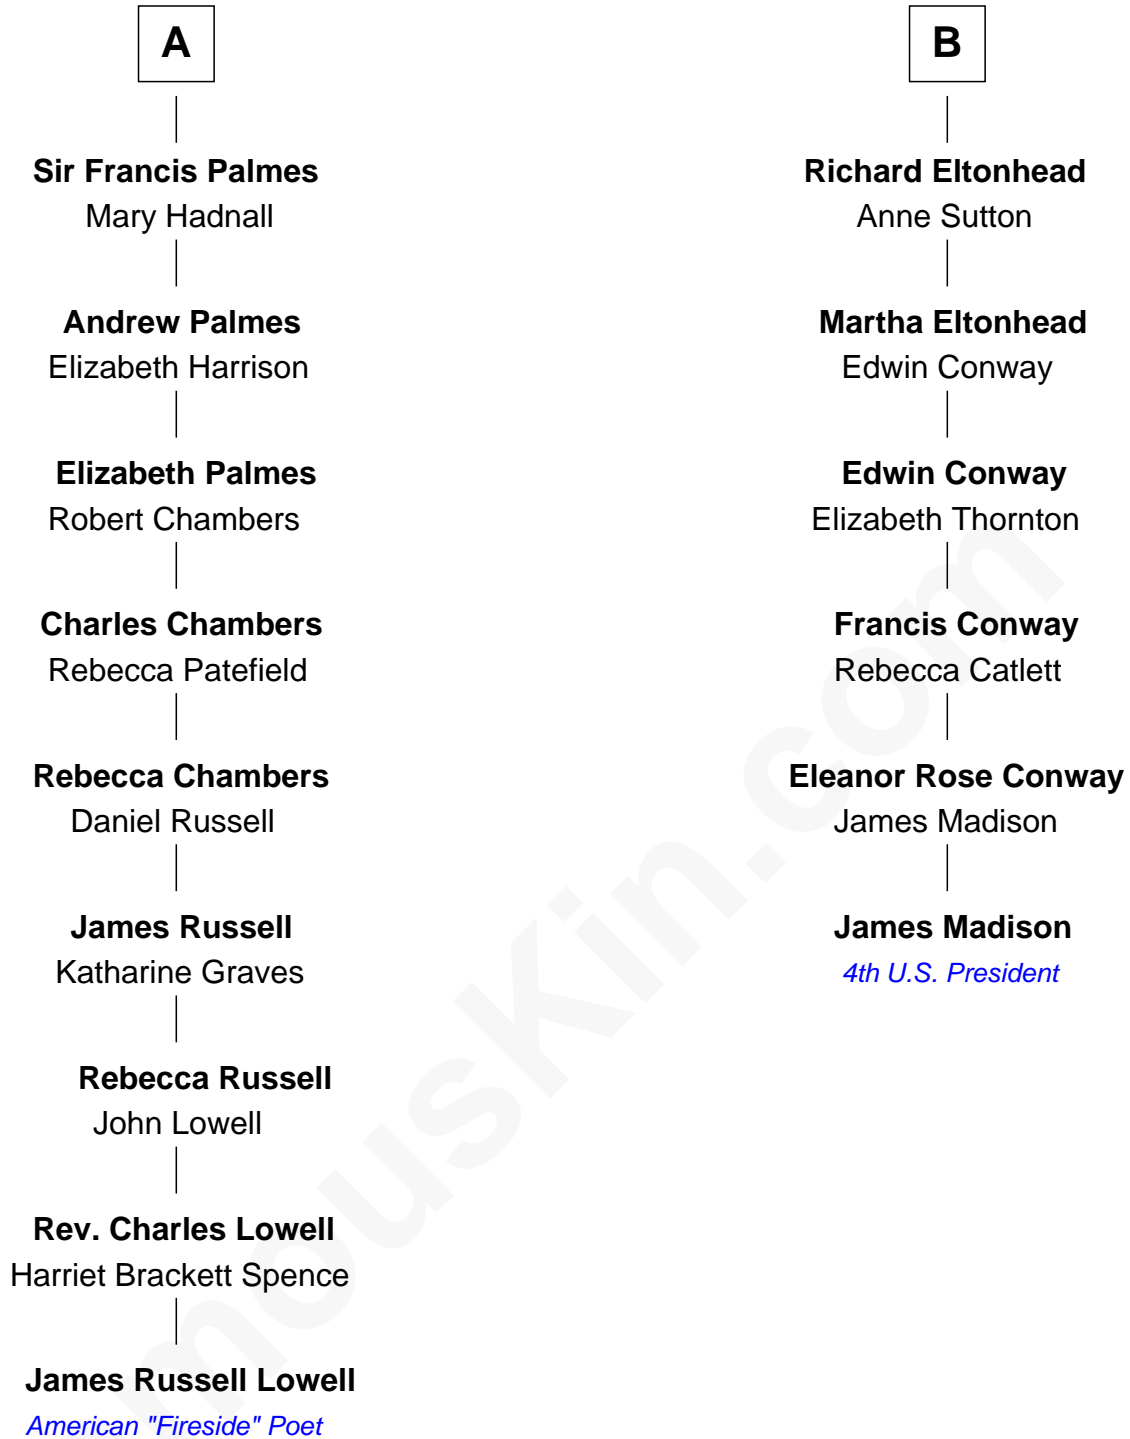 A
Sir Francis Palmes
Mary Hadnall
Andrew Palmes
Elizabeth Harrison
Elizabeth Palmes
Robert Chambers
Charles Chambers
Rebecca Patefield
Rebecca Chambers
Daniel Russell
James Russell
Katharine Graves
Rebecca Russell
John Lowell
Rev. Charles Lowell
Harriet Brackett Spence
James Russell Lowell
American "Fireside" Poet
B
Richard Eltonhead
Anne Sutton
Martha Eltonhead
Edwin Conway
Edwin Conway
Elizabeth Thornton
Francis Conway
Rebecca Catlett
Eleanor Rose Conway
James Madison
James Madison
4th U.S. President
mouskin.com